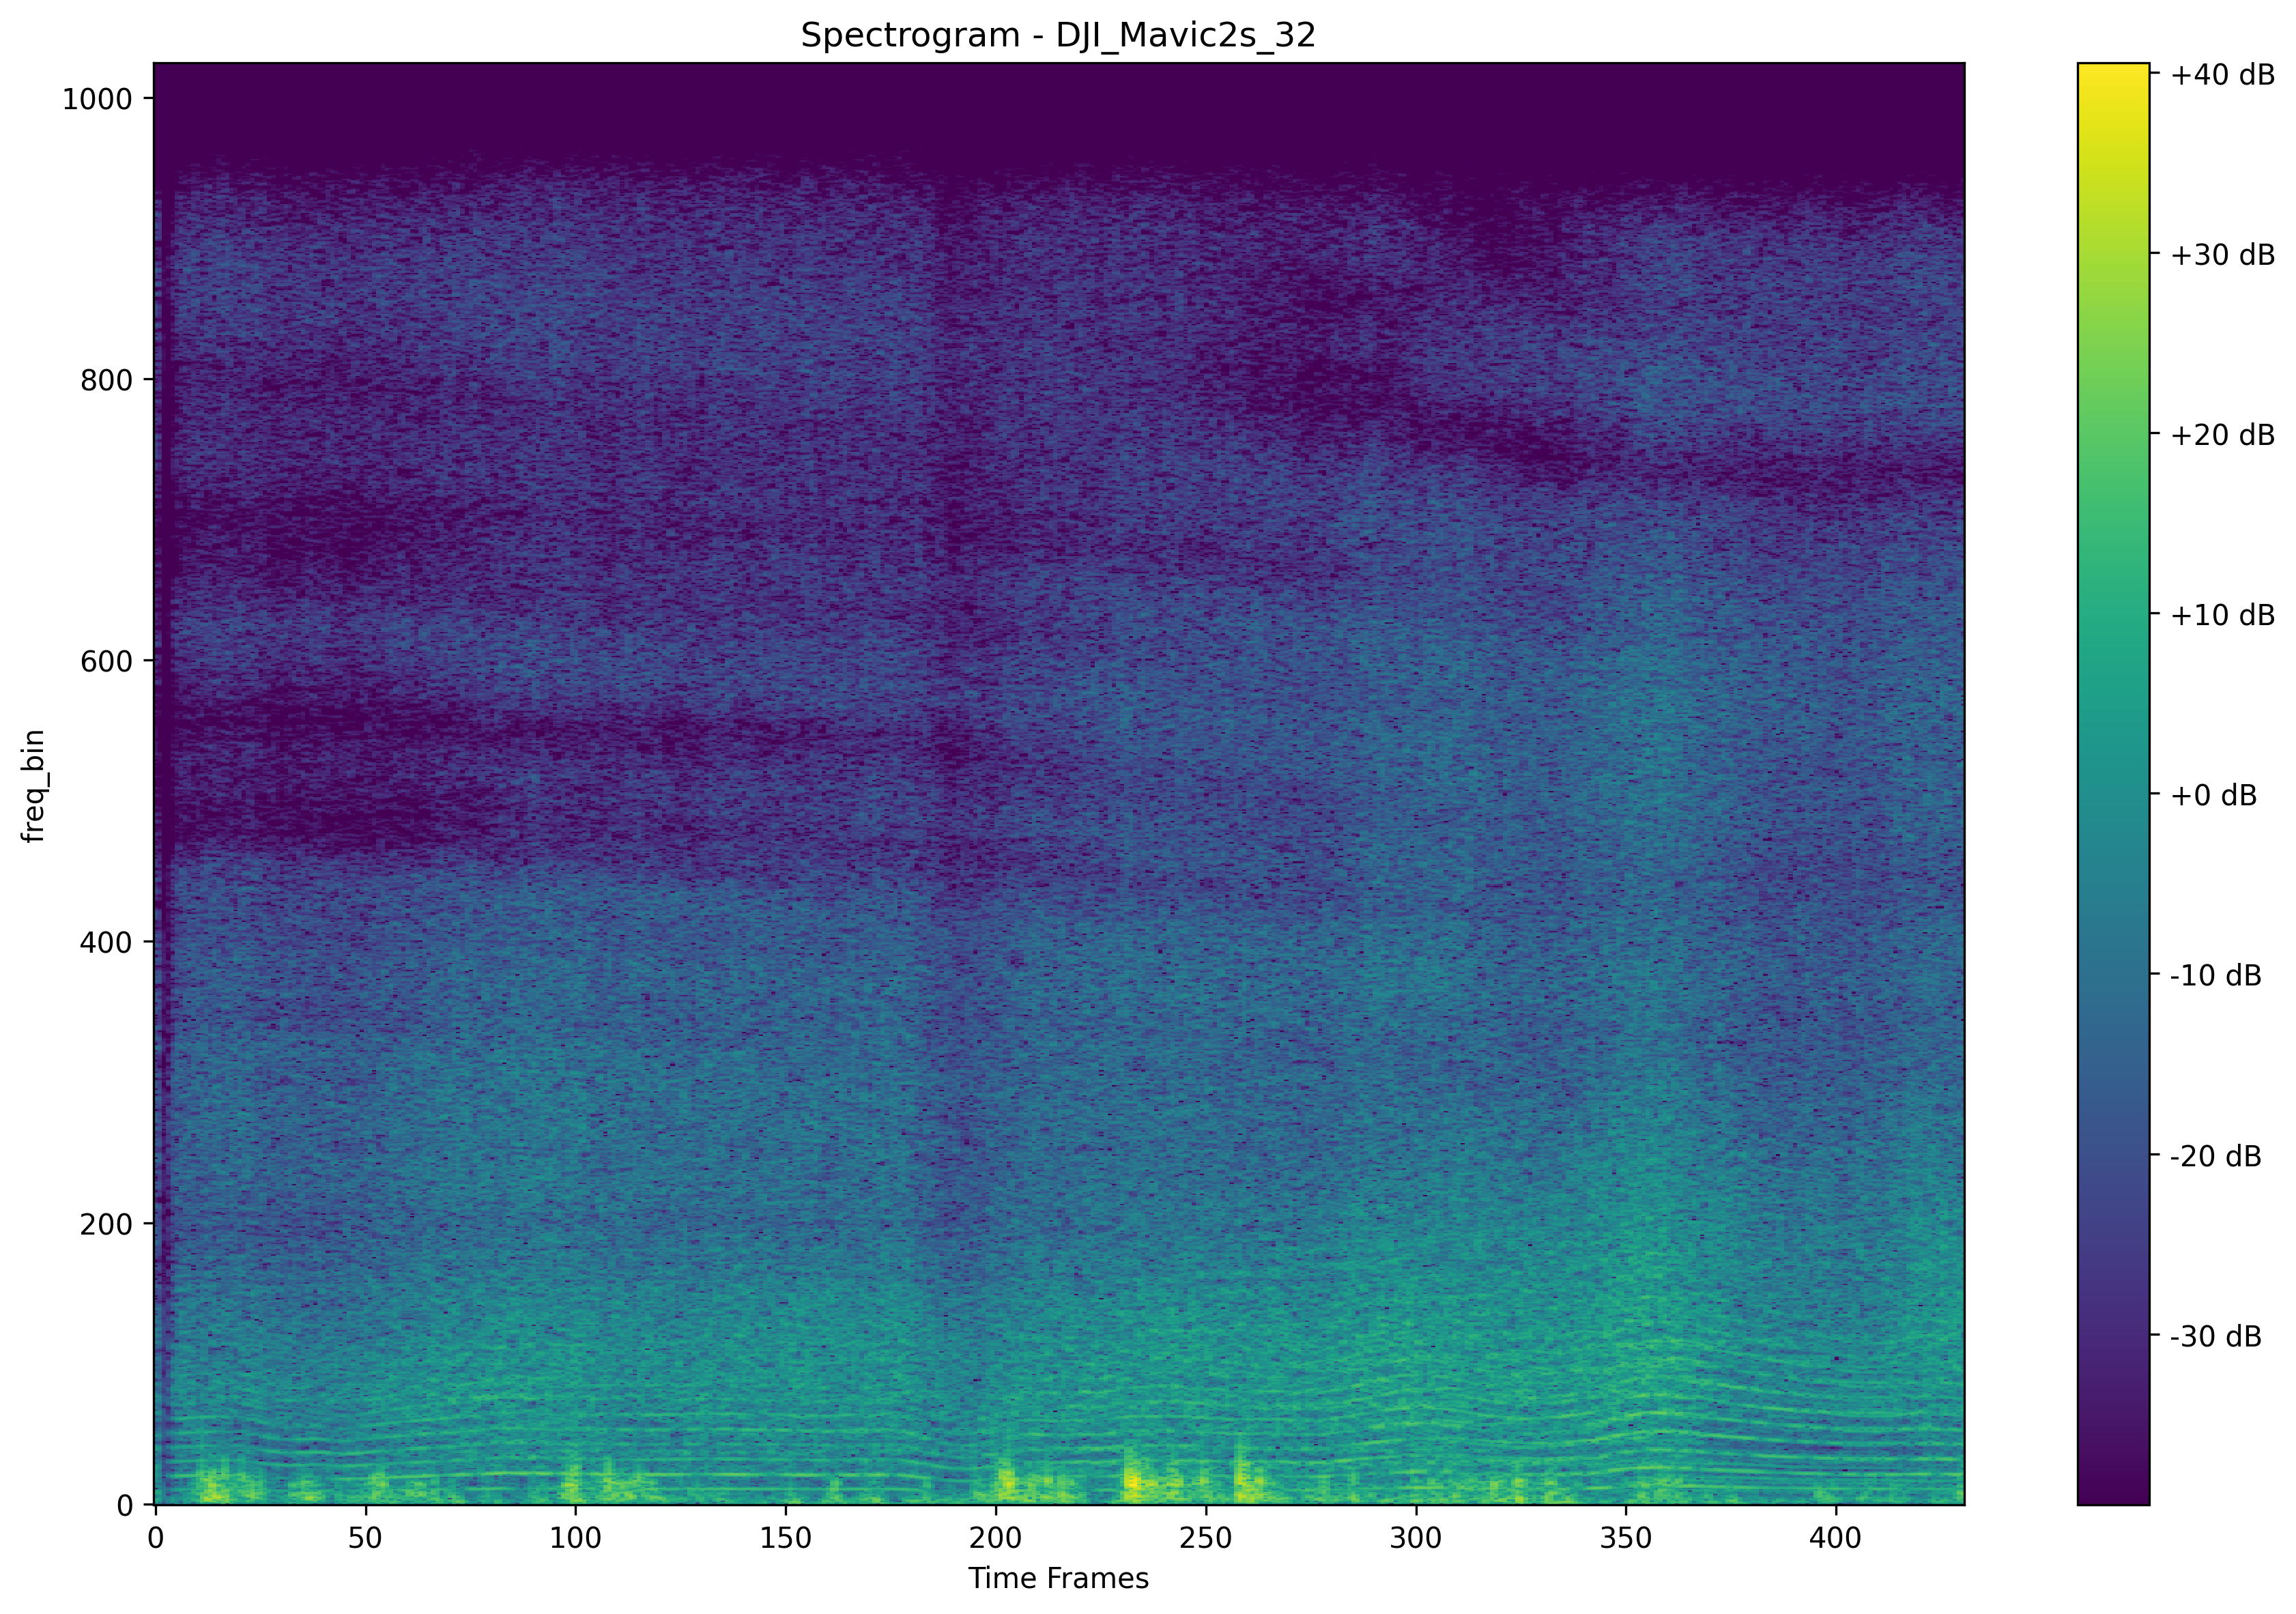 Spectrogram - DJI_Mavic2s_32
freq_bin
1000
800
600
400
200
0
0 50 100 150 200 250 300 350 400
Time Frames
+40 dB
+30 dB
+20 dB
+10 dB
+0 dB
-10 dB
-20 dB
-30 dB